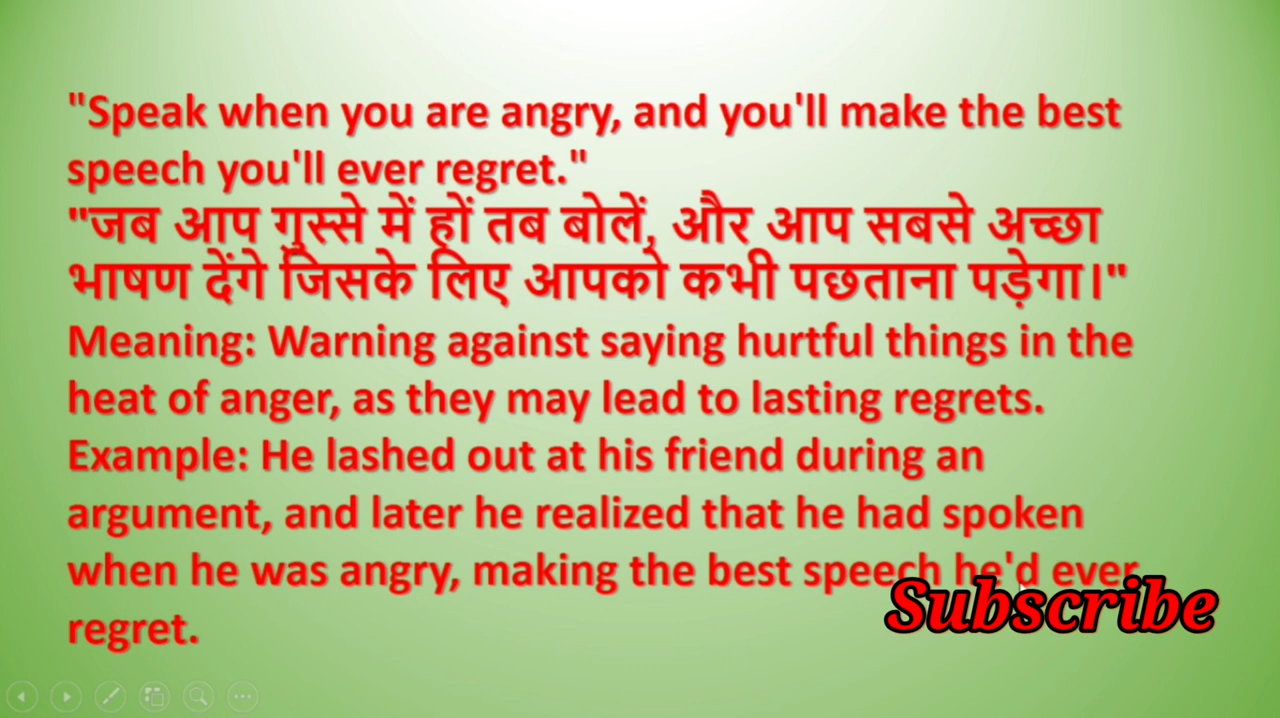 "Speak when you are angry, and you'll make the best
speech you'll ever regret."
"जब आप गुस्से में हों तब बोलें, और आप सबसे अच्छा
भाषण देंगे जिसके लिए आपको कभी पछताना पड़ेगा।"
Meaning: Warning against saying hurtful things in the
heat of anger, as they may lead to lasting regrets.
Example: He lashed out at his friend during an
argument, and later he realized that he had spoken
when he was angry, making the best speech he'd ever
regret.
Subscribe